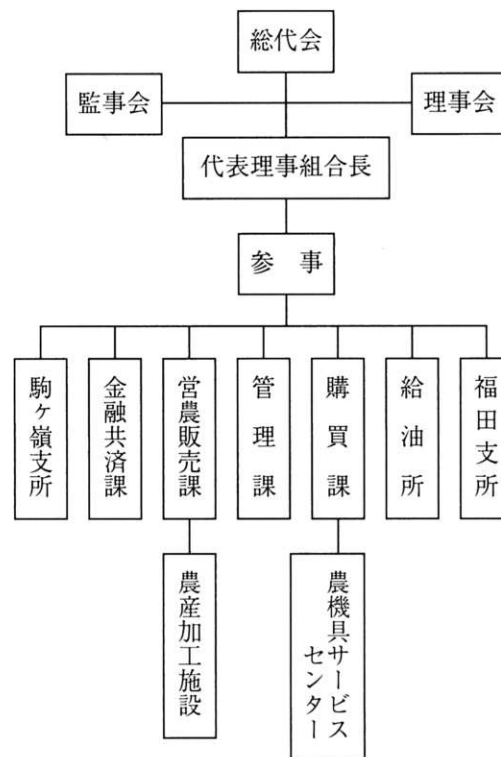 総代会
監事会
理事会
代表理事組合長
参　事
駒ヶ嶺支所
金融共済課
営農販売課
管理課
購買課
給油所
福田支所
農産加工施設
農機具サービス
センター